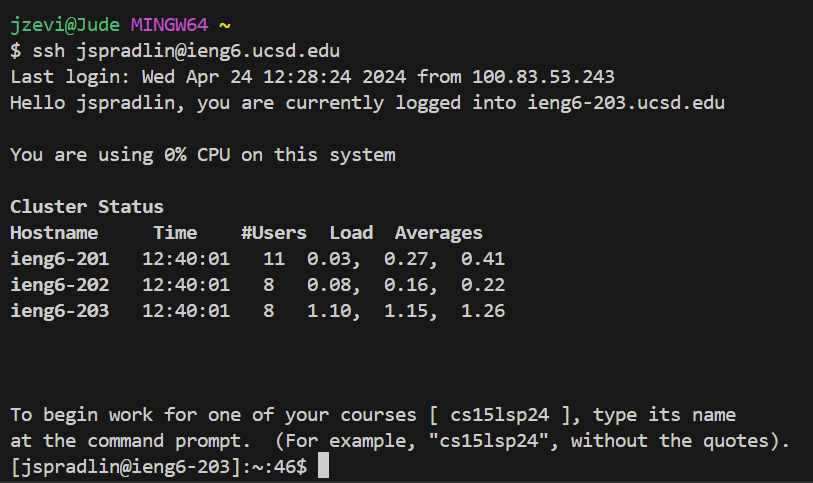 jzevi@Jude MINGW64 ~
$ ssh jspradlin@ieng6.ucsd.edu
Last login: Wed Apr 24 12:28:24 2024 from 100.83.53.243
Hello jspradlin, you are currently logged into ieng6-203.ucsd.edu

You are using 0% CPU on this system

Cluster Status
Hostname     Time    #Users  Load  Averages
ieng6-201   12:40:01   11  0.03,  0.27,  0.41
ieng6-202   12:40:01   8   0.08,  0.16,  0.22
ieng6-203   12:40:01   8   1.10,  1.15,  1.26

To begin work for one of your courses [ cs15lsp24 ], type its name
at the command prompt.  (For example, "cs15lsp24", without the quotes).
[jspradlin@ieng6-203]:~:46$